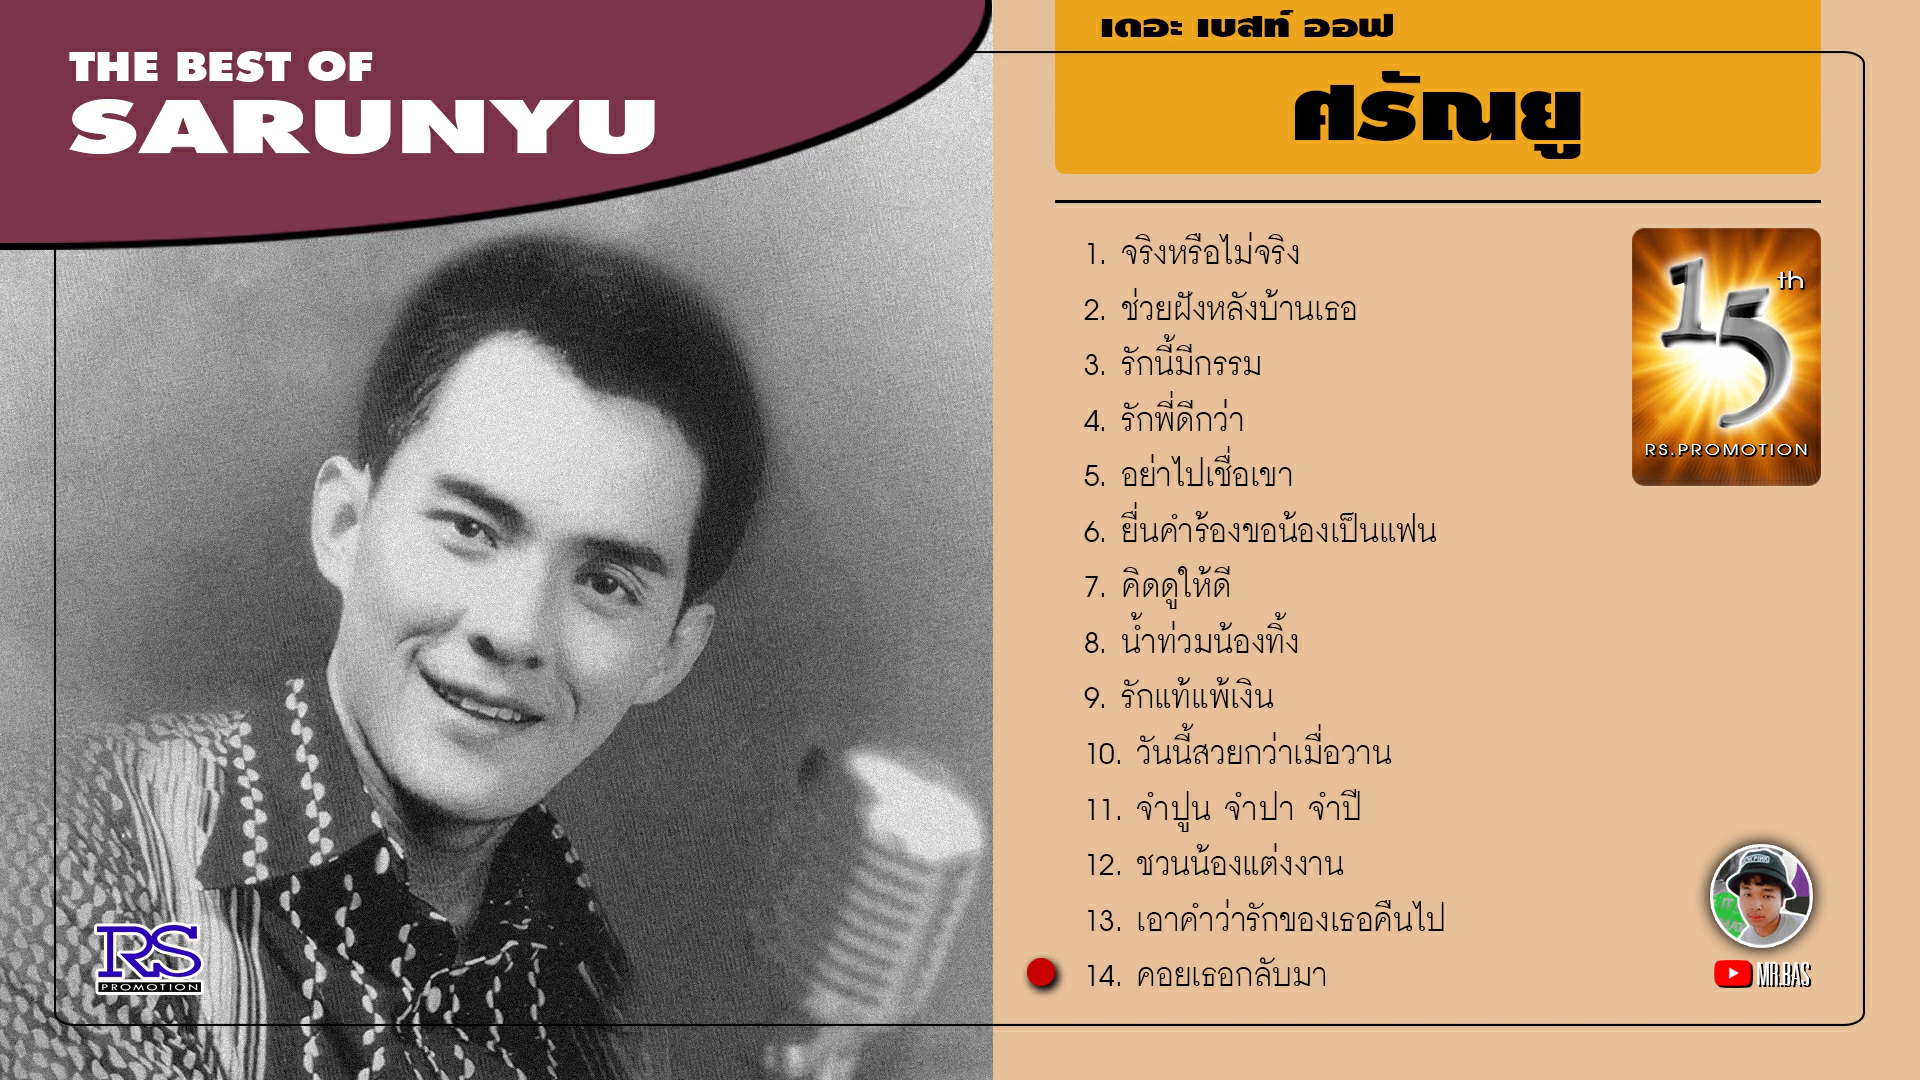 THE BEST OF
SARUNYU
เดอะ เบสท์ ออฟ
ศรัณยู
1. จริงหรือไม่จริง
2. ช่วยฝังหลังบ้านเธอ
3. รักนี้มีกรรม
4. รักพี่ดีกว่า
5. อย่าไปเชื่อเขา
6. ยื่นคำร้องขอน้องเป็นแฟน
7. คิดดูให้ดี
8. น้ำท่วมน้องทิ้ง
9. รักแท้แพ้เงิน
10. วันนี้สวยกว่าเมื่อวาน
11. จำปูน จำปา จำปี
12. ชวนน้องแต่งงาน
13. เอาคำว่ารักของเธอคืนไป
14. คอยเธอกลับมา
15th
RS.PROMOTION
RS
PROMOTION
MR.BAS